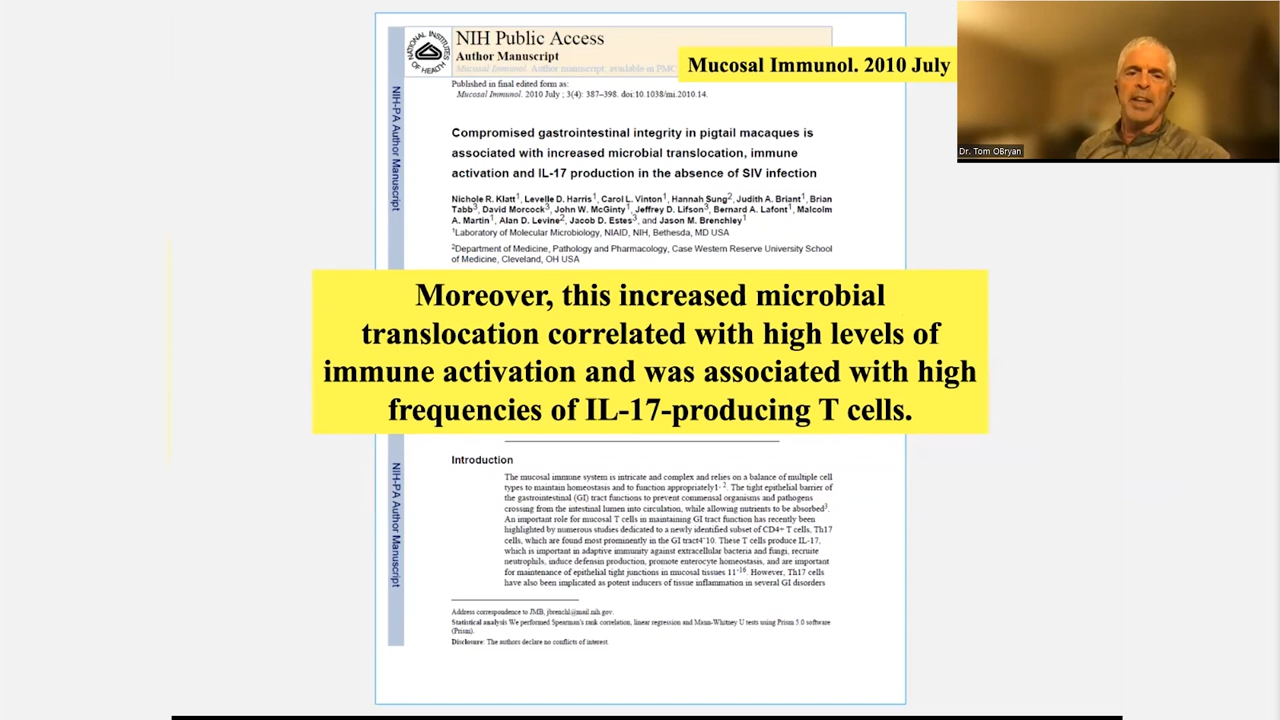 NATIONAL INSTITUTES OF HEALTH
NIH Public Access
Author Manuscript
Mucosal Immunol. Author manuscript; available in PMC
Mucosal Immunol. 2010 July
Dr. Tom OBryan
NIH-PA Author Manuscript
Published in final edited form as:
Mucosal Immunol. 2010 July ; 3(4): 387–398. doi:10.1038/mi.2010.14.
Compromised gastrointestinal integrity in pigtail macaques is
associated with increased microbial translocation, immune
activation and IL-17 production in the absence of SIV infection
Nichole R. Klatt1, Levelle D. Harris1, Carol L. Vinton1, Hannah Sung2, Judith A. Briant1, Brian
Tabb3, David Morcock3, John W. McGinty1, Jeffrey D. Lifson3, Bernard A. Lafont1, Malcolm
A. Martin1, Alan D. Levine2, Jacob D. Estes3, and Jason M. Brenchley1
1Laboratory of Molecular Microbiology, NIAID, NIH, Bethesda, MD USA
2Department of Medicine, Pathology and Pharmacology, Case Western Reserve University School
of Medicine, Cleveland, OH USA
Moreover, this increased microbial
translocation correlated with high levels of
immune activation and was associated with high
frequencies of IL-17-producing T cells.
NIH-PA Author Manuscript
Introduction
The mucosal immune system is intricate and complex and relies on a balance of multiple cell
types to maintain homeostasis and to function appropriately1, 2. The tight epithelial barrier of
the gastrointestinal (GI) tract functions to prevent commensal organisms and pathogens
crossing from the intestinal lumen into circulation, while allowing nutrients to be absorbed3.
An important role for mucosal T cells in maintaining GI tract function has recently been
highlighted by numerous studies dedicated to a newly identified subset of CD4+ T cells, Th17
cells, which are found most prominently in the GI tract4–10. These T cells produce IL-17,
which is important in adaptive immunity against extracellular bacteria and fungi, recruite
neutrophils, induce defensin production, promote enterocyte homeostasis, and are important
for maintenance of epithelial tight junctions in mucosal tissues 11–16. However, Th17 cells
have also been implicated as potent inducers of tissue inflammation in several GI disorders
Address correspondence to JMB, jbrenchl@mail.nih.gov.
Statistical analysis We performed Spearman's rank correlation, linear regression and Mann-Whitney U tests using Prism 5.0 software
(Prism).
Disclosure: The authors declare no conflicts of interest.